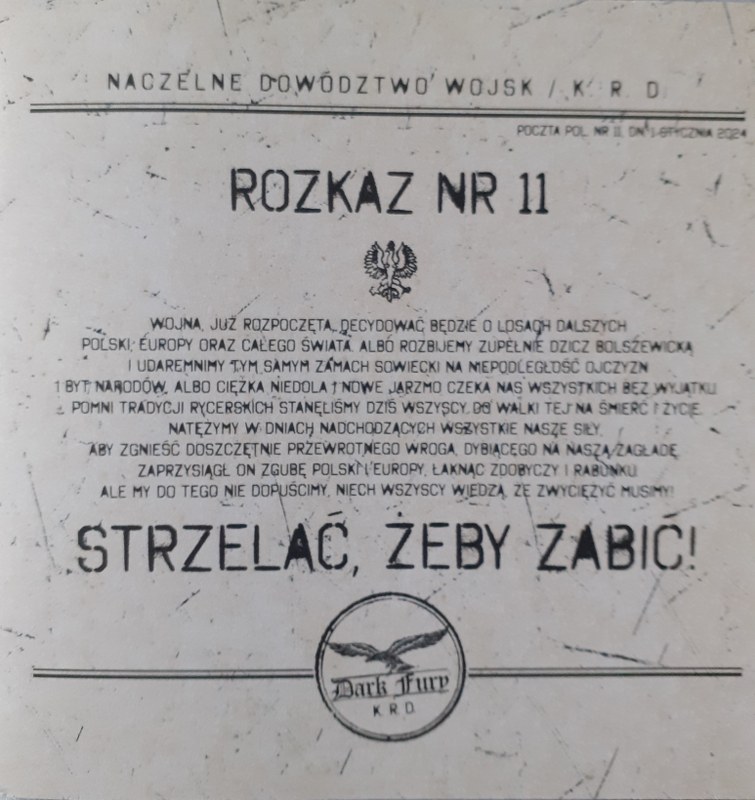 NACZELNE DOWÓDZTWO WOJSK / K R D
POCZTA POL. NR 11, DN. 1 STYCZNIA 2024
ROZKAZ NR 11
WOJNA, JUŻ ROZPOCZĘTA, DECYDOWAĆ BĘDZIE O LOSACH DALSZYCH
POLSKI, EUROPY ORAZ CAŁEGO ŚWIATA. ALBO ROZBIJEMY ZUPEŁNIE DZICZ BOLSZEWICKĄ
I UDAREMNIMY TYM SAMYM ZAMACH SOWIECKI NA NIEPODLEGŁOŚĆ OJCZYZN
I BYT NARODÓW, ALBO CIĘŻKA NIEDOLA I NOWE JARZMO CZEKA NAS WSZYSTKICH BEZ WYJĄTKU.
POMNI TRADYCJI RYCERSKICH STANĘLIŚMY DZIŚ WSZYSCY DO WALKI TEJ NA ŚMIERĆ I ŻYCIE.
NATĘŻYMY W DNIACH NADCHODZĄCYCH WSZYSTKIE NASZE SIŁY,
ABY ZGNIEŚĆ DOSZCZĘTNIE PRZEWROTNEGO WROGA, DYBIĄCEGO NA NASZĄ ZAGŁADĘ.
ZAPRZYSIĄGŁ ON ZGUBĘ POLSKI I EUROPY, ŁAKNĄC ZDOBYCZY I RABUNKU.
ALE MY DO TEGO NIE DOPUŚCIMY, NIECH WSZYSCY WIEDZĄ, ŻE ZWYCIĘŻYĆ MUSIMY!
STRZELAĆ, ŻEBY ZABIĆ!
Dark Fury
K R D